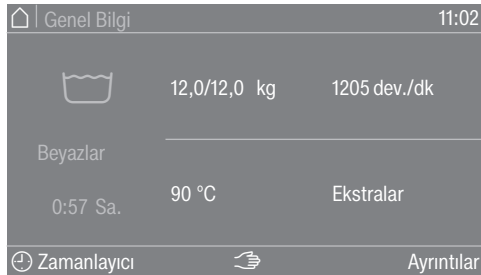 Genel Bilgi 11:02
12,0/12,0 kg 1205 dev./dk
Beyazlar
0:57 Sa.
90 °C Ekstralar
Zamanlayıcı Ayrıntılar